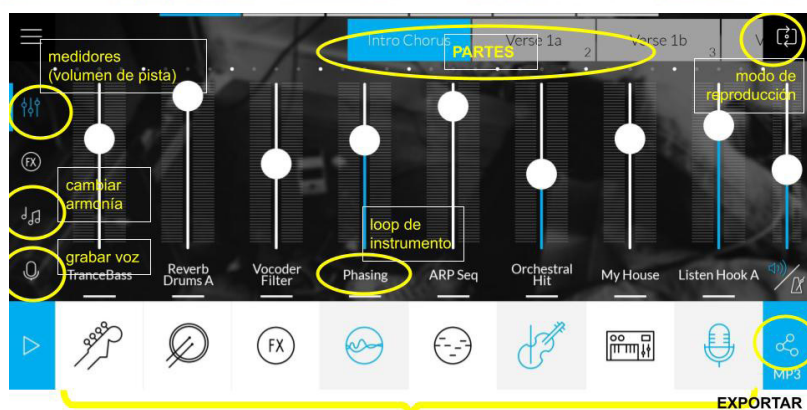 Intro Chorus
Verse 1a
2
Verse 1b
3
V
PARTES
medidores
(volumen de pista)
modo de
reproducción
FX
cambiar
armonía
grabar voz
loop de
instrumento
TranceBass
Reverb
Drums A
Vocoder
Filter
Phasing
ARP Seq
Orchestral
Hit
My House
Listen Hook A
FX
MP3
EXPORTAR